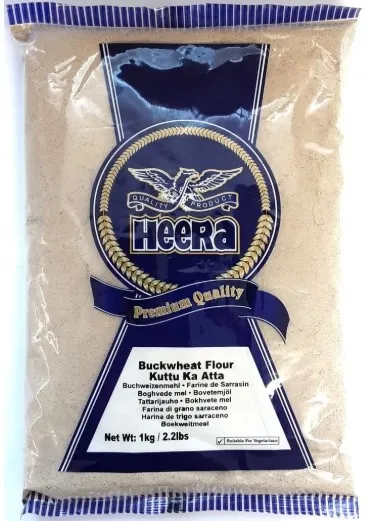 QUALITY PRODUCT
HEERA
Premium Quality
Buckwheat Flour
Kuttu Ka Atta
Buchweizenmehl • Farine de Sarrasin
Boghvede mel • Bovetemjöl
Tattarijauho • Bokhvete mel
Farina di grano saraceno
Harina de trigo sarraceno
Boekweitmeel
Net Wt: 1kg / 2.2lbs
Suitable For Vegetarians